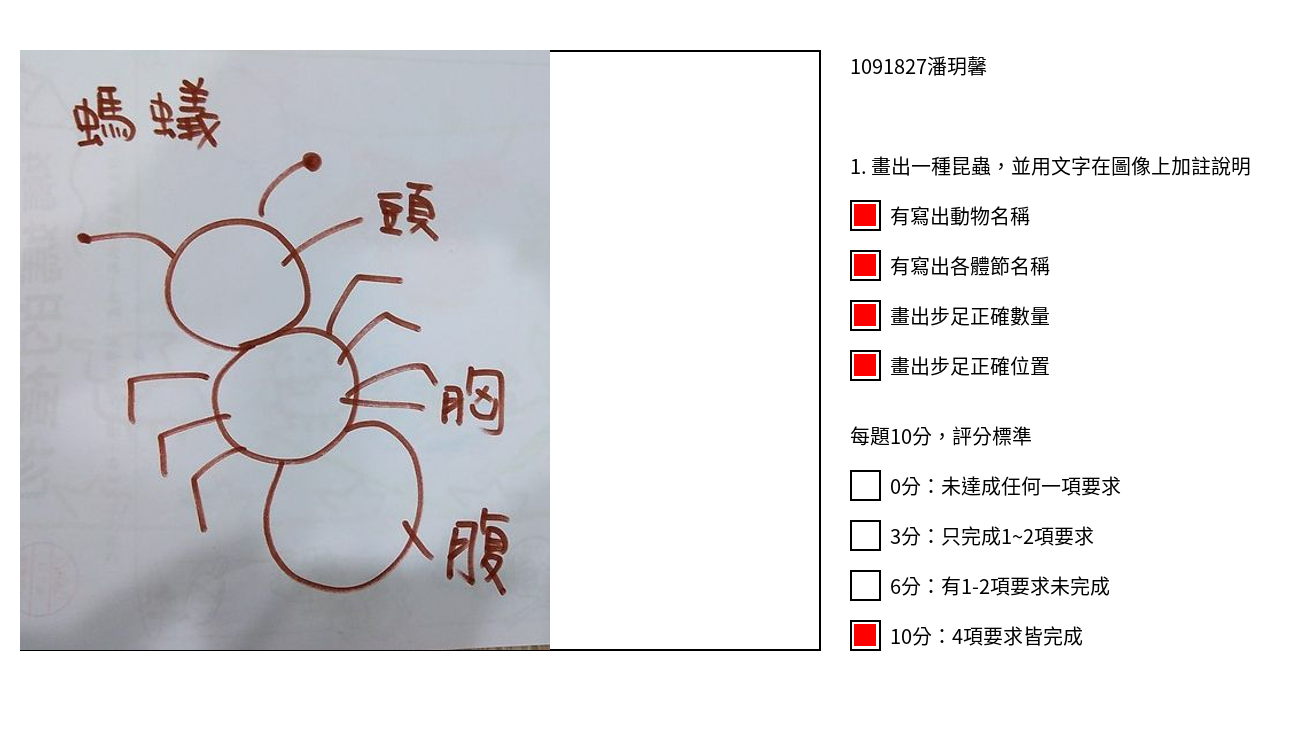 螞蟻
頭
胸
腹
1091827潘玥馨
1. 畫出一種昆蟲，並用文字在圖像上加註說明
有寫出動物名稱
有寫出各體節名稱
畫出步足正確數量
畫出步足正確位置
每題10分，評分標準
0分：未達成任何一項要求
3分：只完成1~2項要求
6分：有1-2項要求未完成
10分：4項要求皆完成